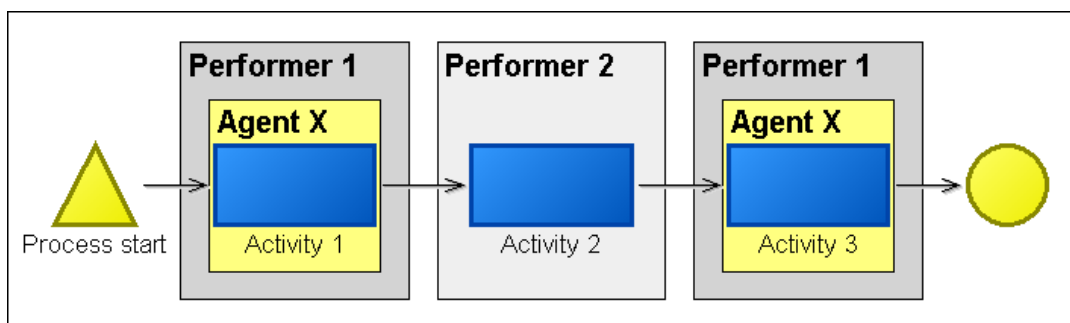 Performer 1
Performer 2
Performer 1
Agent X
Agent X
Process start
Activity 1
Activity 2
Activity 3